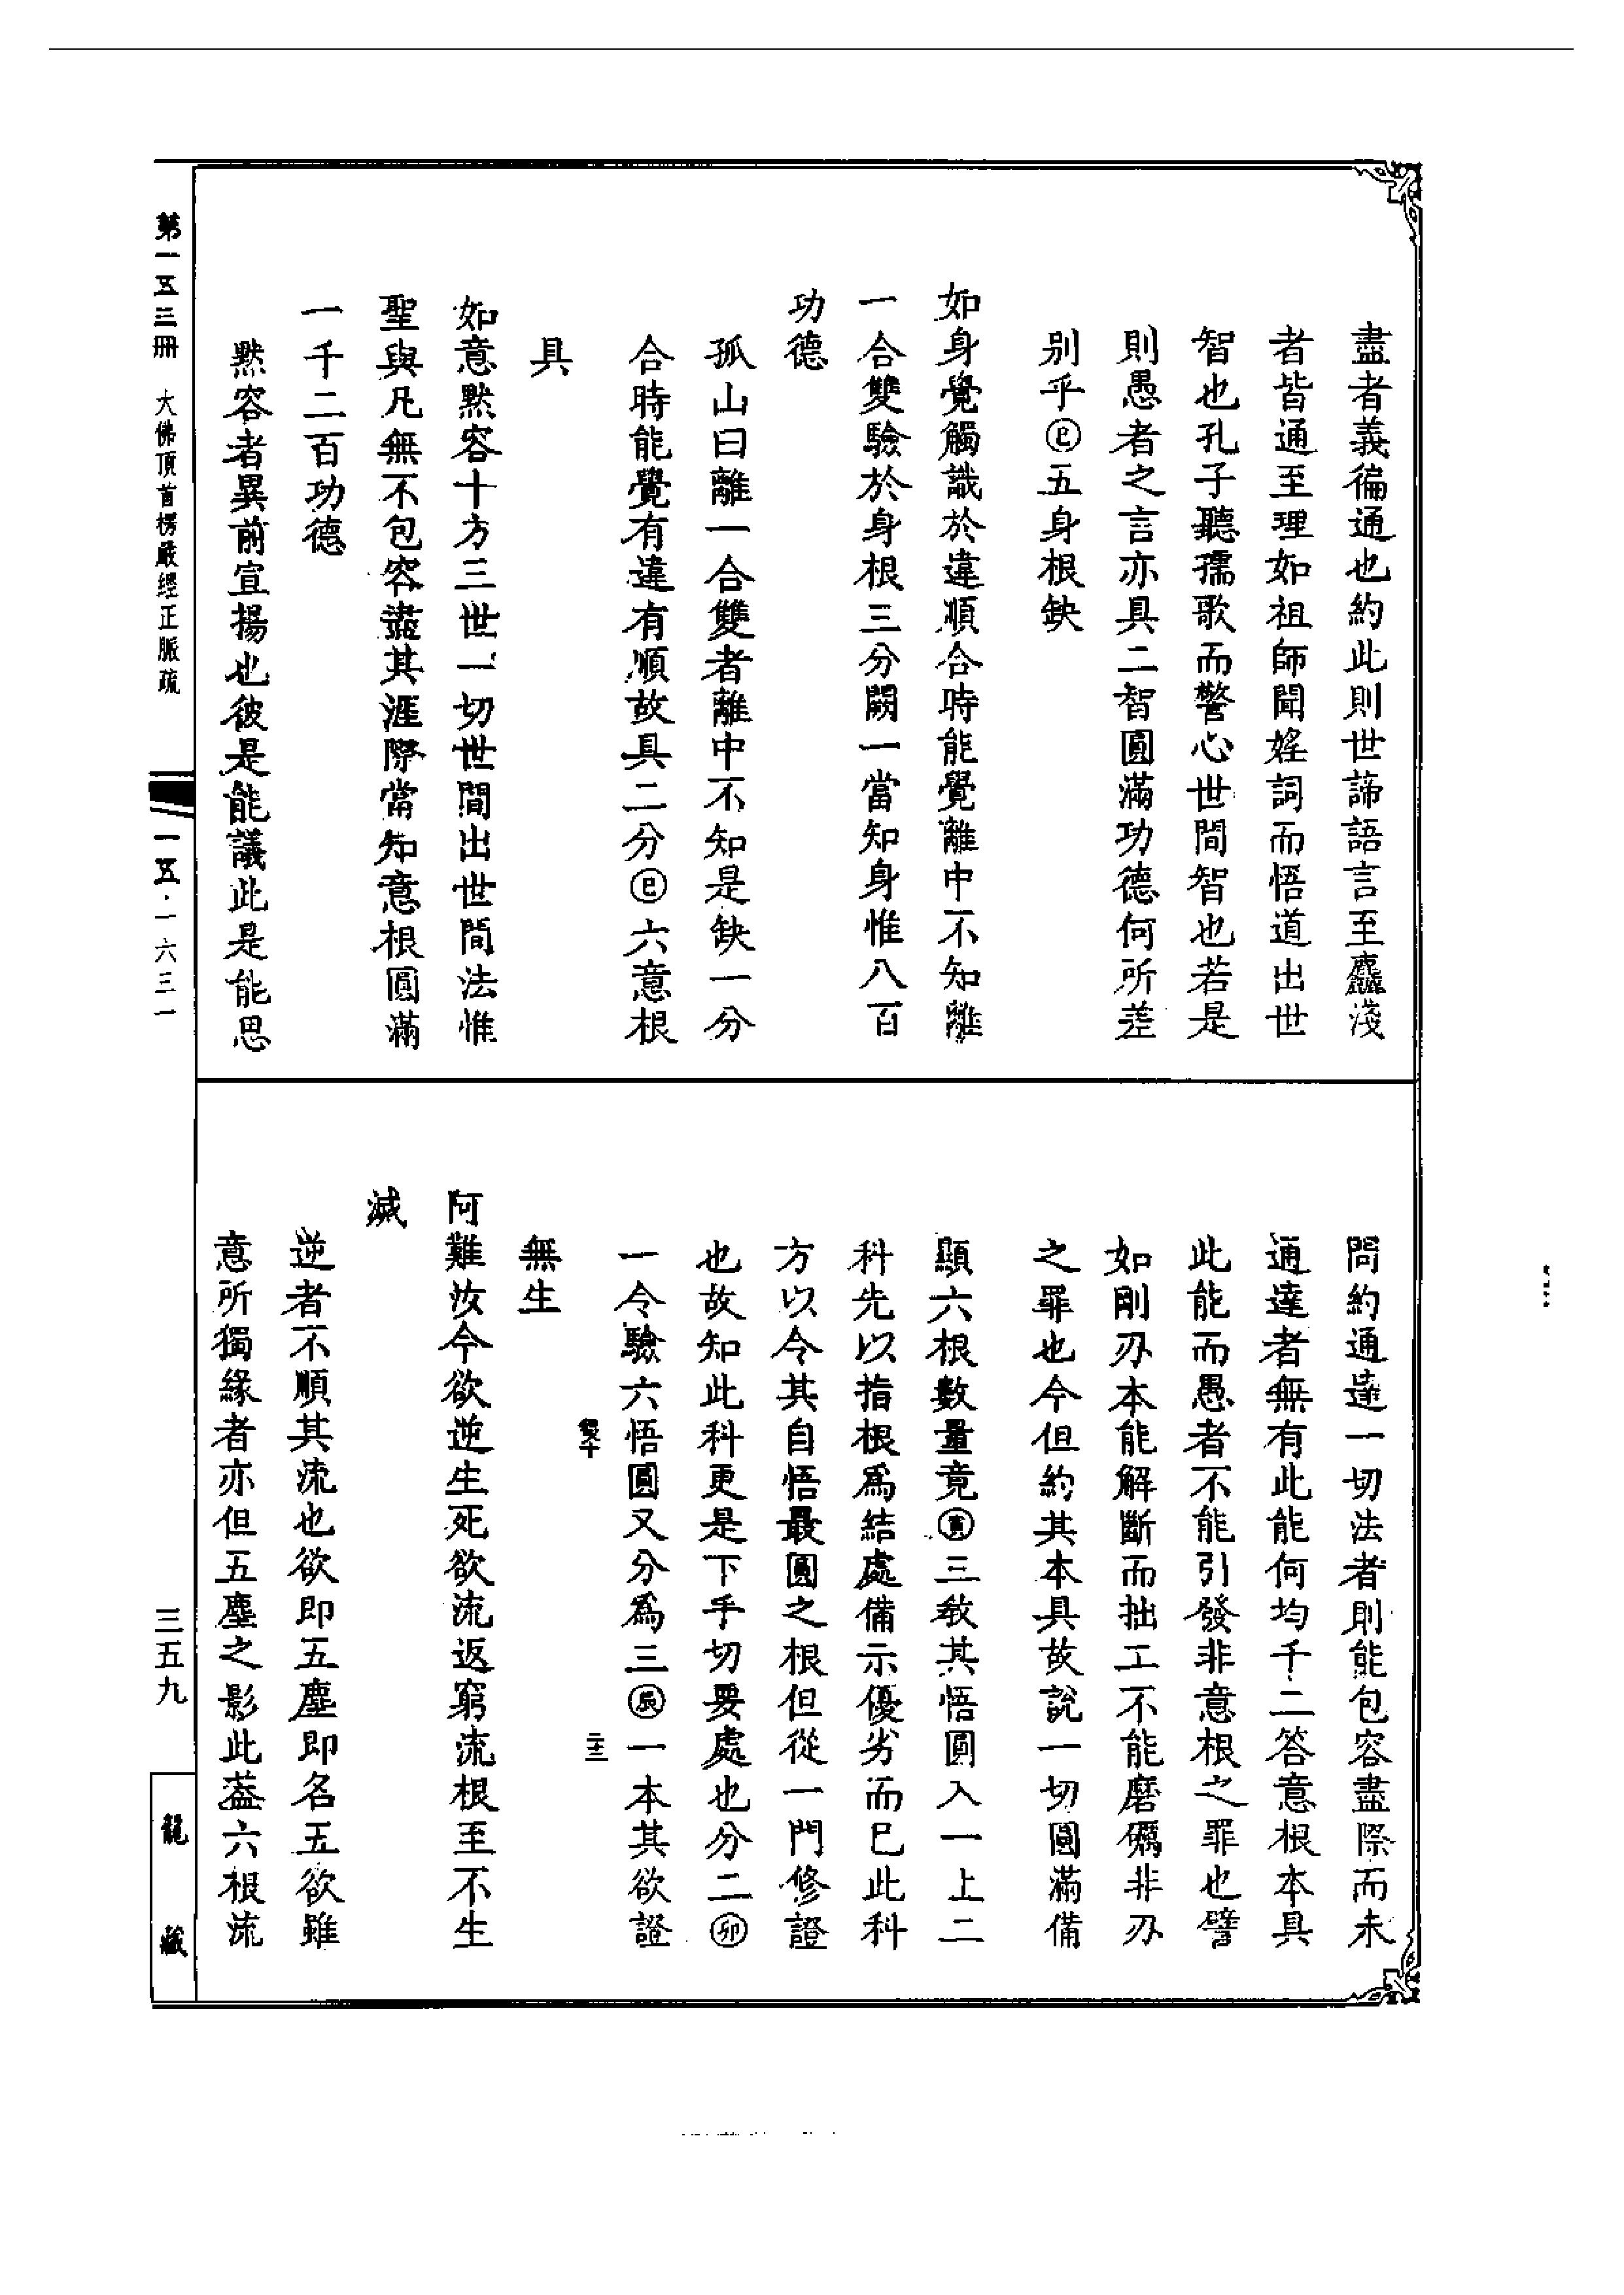 盡者義徧通也約此則世諦語言至麤淺
者皆通至理如祖師聞婬詞而悟道出世
智也孔子聽孺歌而警心世間智也若是
則愚者之言亦具二智圓滿功德何所差
別乎㊁五身根缺
如身覺觸識於違順合時能覺離中不知離
一合雙驗於身根三分闕一當知身惟八百
功德
孤山曰離一合雙者離中不知是缺一分
合時能覺有違有順故具二分巳六意根
具
如意默容十方三世一切世間出世間法惟
聖與凡無不包容盡其涯際當知意根圓滿
一千二百功德
默容者異前宣揚也彼是能議此是能思
問約通達一切法者則能包容盡際而未
通達者無有此能何均千二答意根本具
此能而愚者不能引發非意根之罪也譬
如剛刃本能解斷而拙工不能磨礪非刃
之罪也今但約其本具故說一切圓滿備
顯六根數量竟寅三敎其悟圓入一上二
科先以指根爲結處備示優劣而巳此科
方以令其自悟最圓之根但從一門修證
也故知此科更是下手切要處也分二卯
一令驗六悟圓又分爲三辰一本其欲證
無生
阿難汝今欲逆生死欲流返窮流根至不生
滅
逆者不順其流也欲即五塵即名五欲雖
意所獨緣者亦但五塵之影此葢六根流
第一五三冊 大佛頂首楞嚴經正脈疏
一五·一六三一
三五九
龍藏